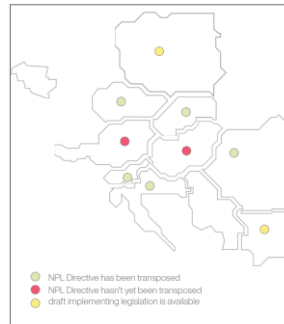 NPL Directive has been transposed
NPL Directive hasn't yet been transposed
draft implementing legislation is available